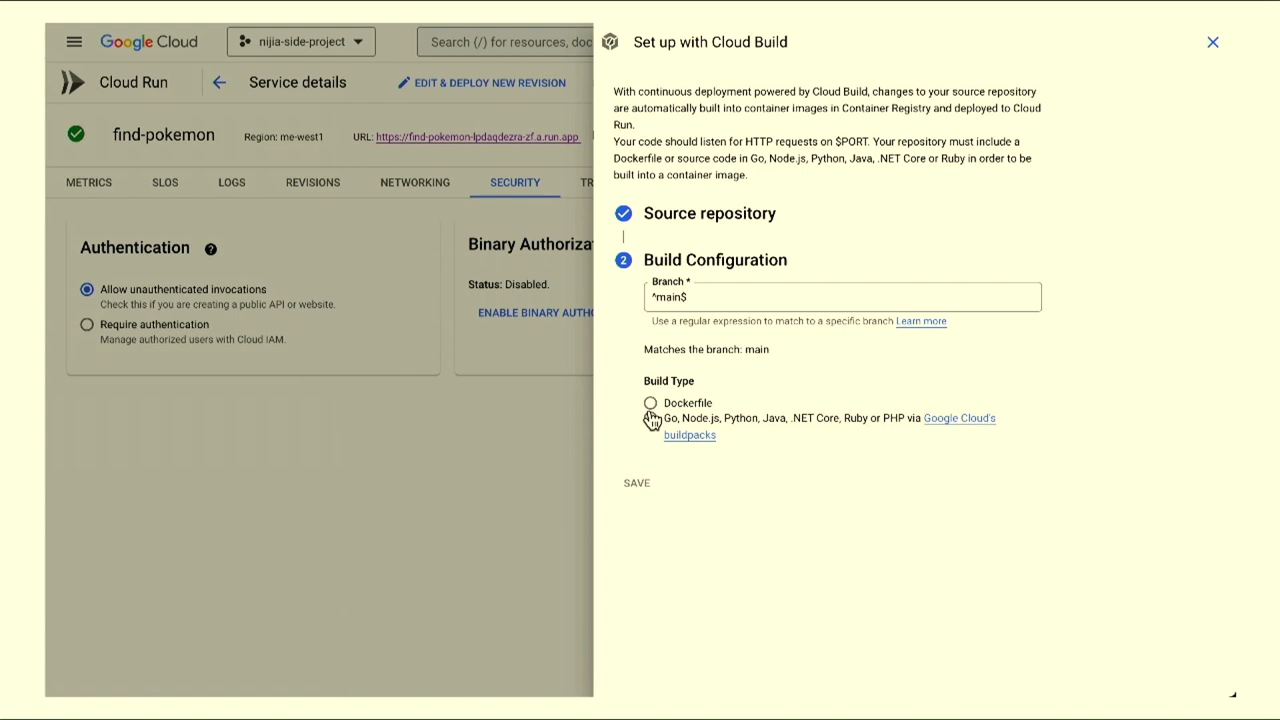 Google Cloud
nijia-side-project
Search (/) for resources, doc
Cloud Run
Service details
EDIT & DEPLOY NEW REVISION
find-pokemon
Region: me-west1
URL: https://find-pokemon-lpdaqdezra-zf.a.run.app
METRICS
SLOS
LOGS
REVISIONS
NETWORKING
SECURITY
TR
Authentication
Allow unauthenticated invocations
Check this if you are creating a public API or website.
Require authentication
Manage authorized users with Cloud IAM.
Binary Authoriza
Status: Disabled.
ENABLE BINARY AUTHO
Set up with Cloud Build
With continuous deployment powered by Cloud Build, changes to your source repository
are automatically built into container images in Container Registry and deployed to Cloud
Run.
Your code should listen for HTTP requests on $PORT. Your repository must include a
Dockerfile or source code in Go, Node.js, Python, Java, .NET Core or Ruby in order to be
built into a container image.
Source repository
2
Build Configuration
Branch *
^main$
Use a regular expression to match to a specific branch Learn more
Matches the branch: main
Build Type
Dockerfile
Go, Node.js, Python, Java, .NET Core, Ruby or PHP via Google Cloud's
buildpacks
SAVE